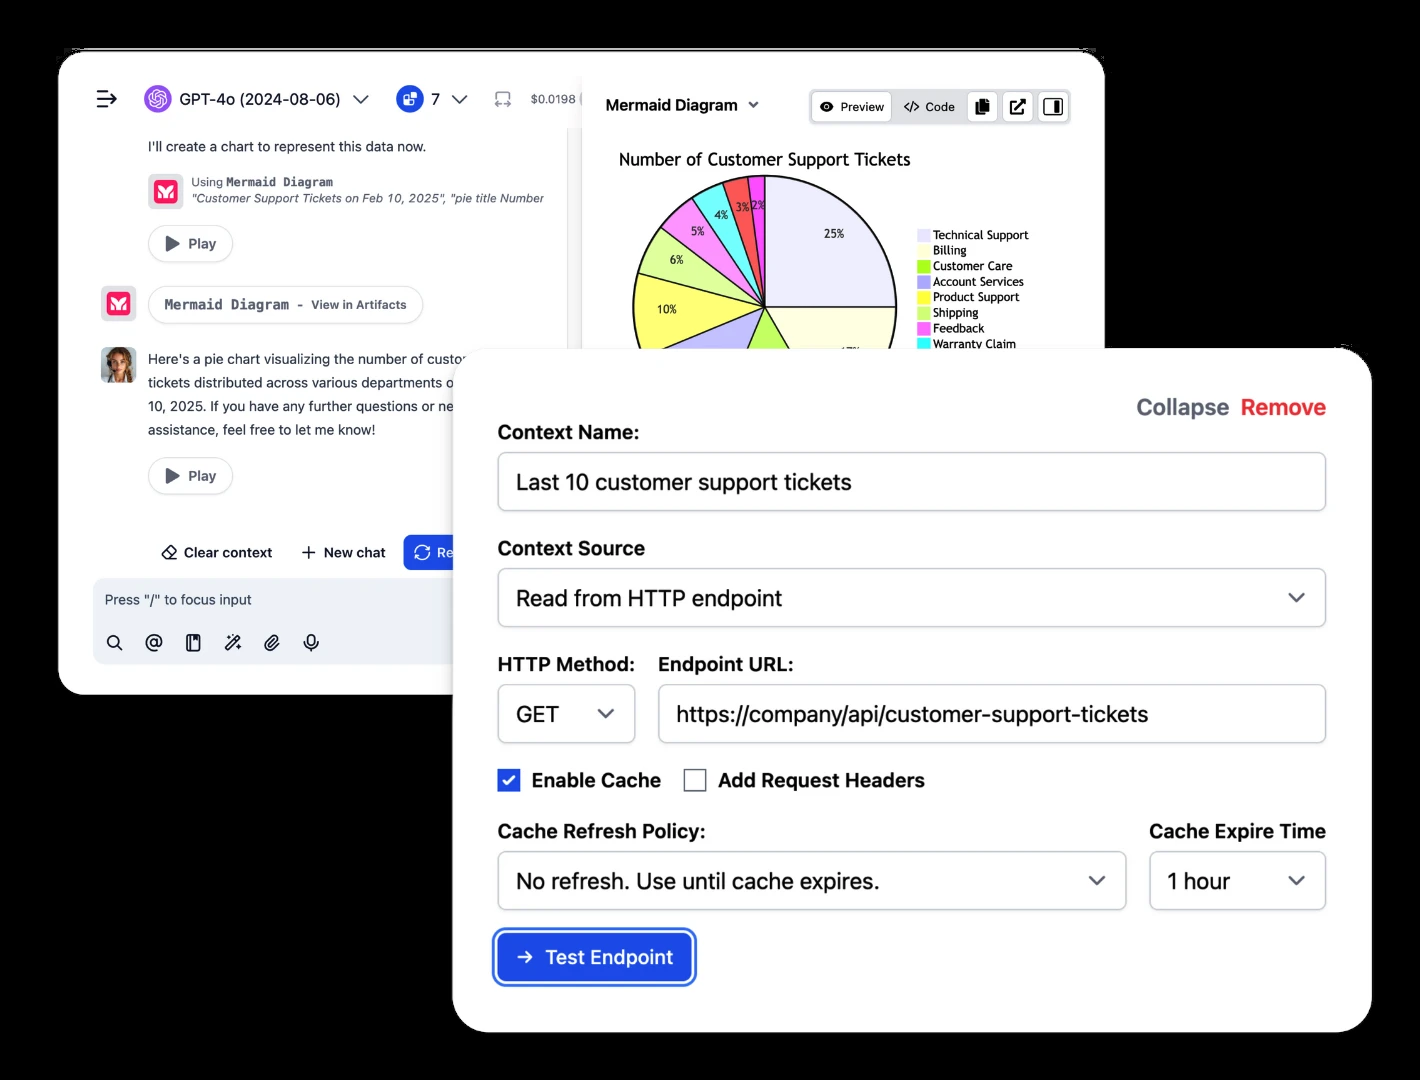 GPT-4o (2024-08-06)
7
$0.0198
I'll create a chart to represent this data now.
Using Mermaid Diagram
"Customer Support Tickets on Feb 10, 2025", "pie title Number
Play
Mermaid Diagram - View in Artifacts
Here's a pie chart visualizing the number of
tickets distributed across various departments
10, 2025. If you have any further questions or
assistance, feel free to let me know!
Play
Clear context
New chat
Press "/" to focus input
Mermaid Diagram
Preview
Code
Number of Customer Support Tickets
2%
3%
4%
5%
6%
10%
25%
Technical Support
Billing
Customer Care
Account Services
Product Support
Shipping
Feedback
Warranty Claim
Collapse Remove
Context Name:
Last 10 customer support tickets
Context Source
Read from HTTP endpoint
HTTP Method: Endpoint URL:
GET
https://company/api/customer-support-tickets
Enable Cache
Add Request Headers
Cache Refresh Policy: Cache Expire Time
No refresh. Use until cache expires.
1 hour
Test Endpoint